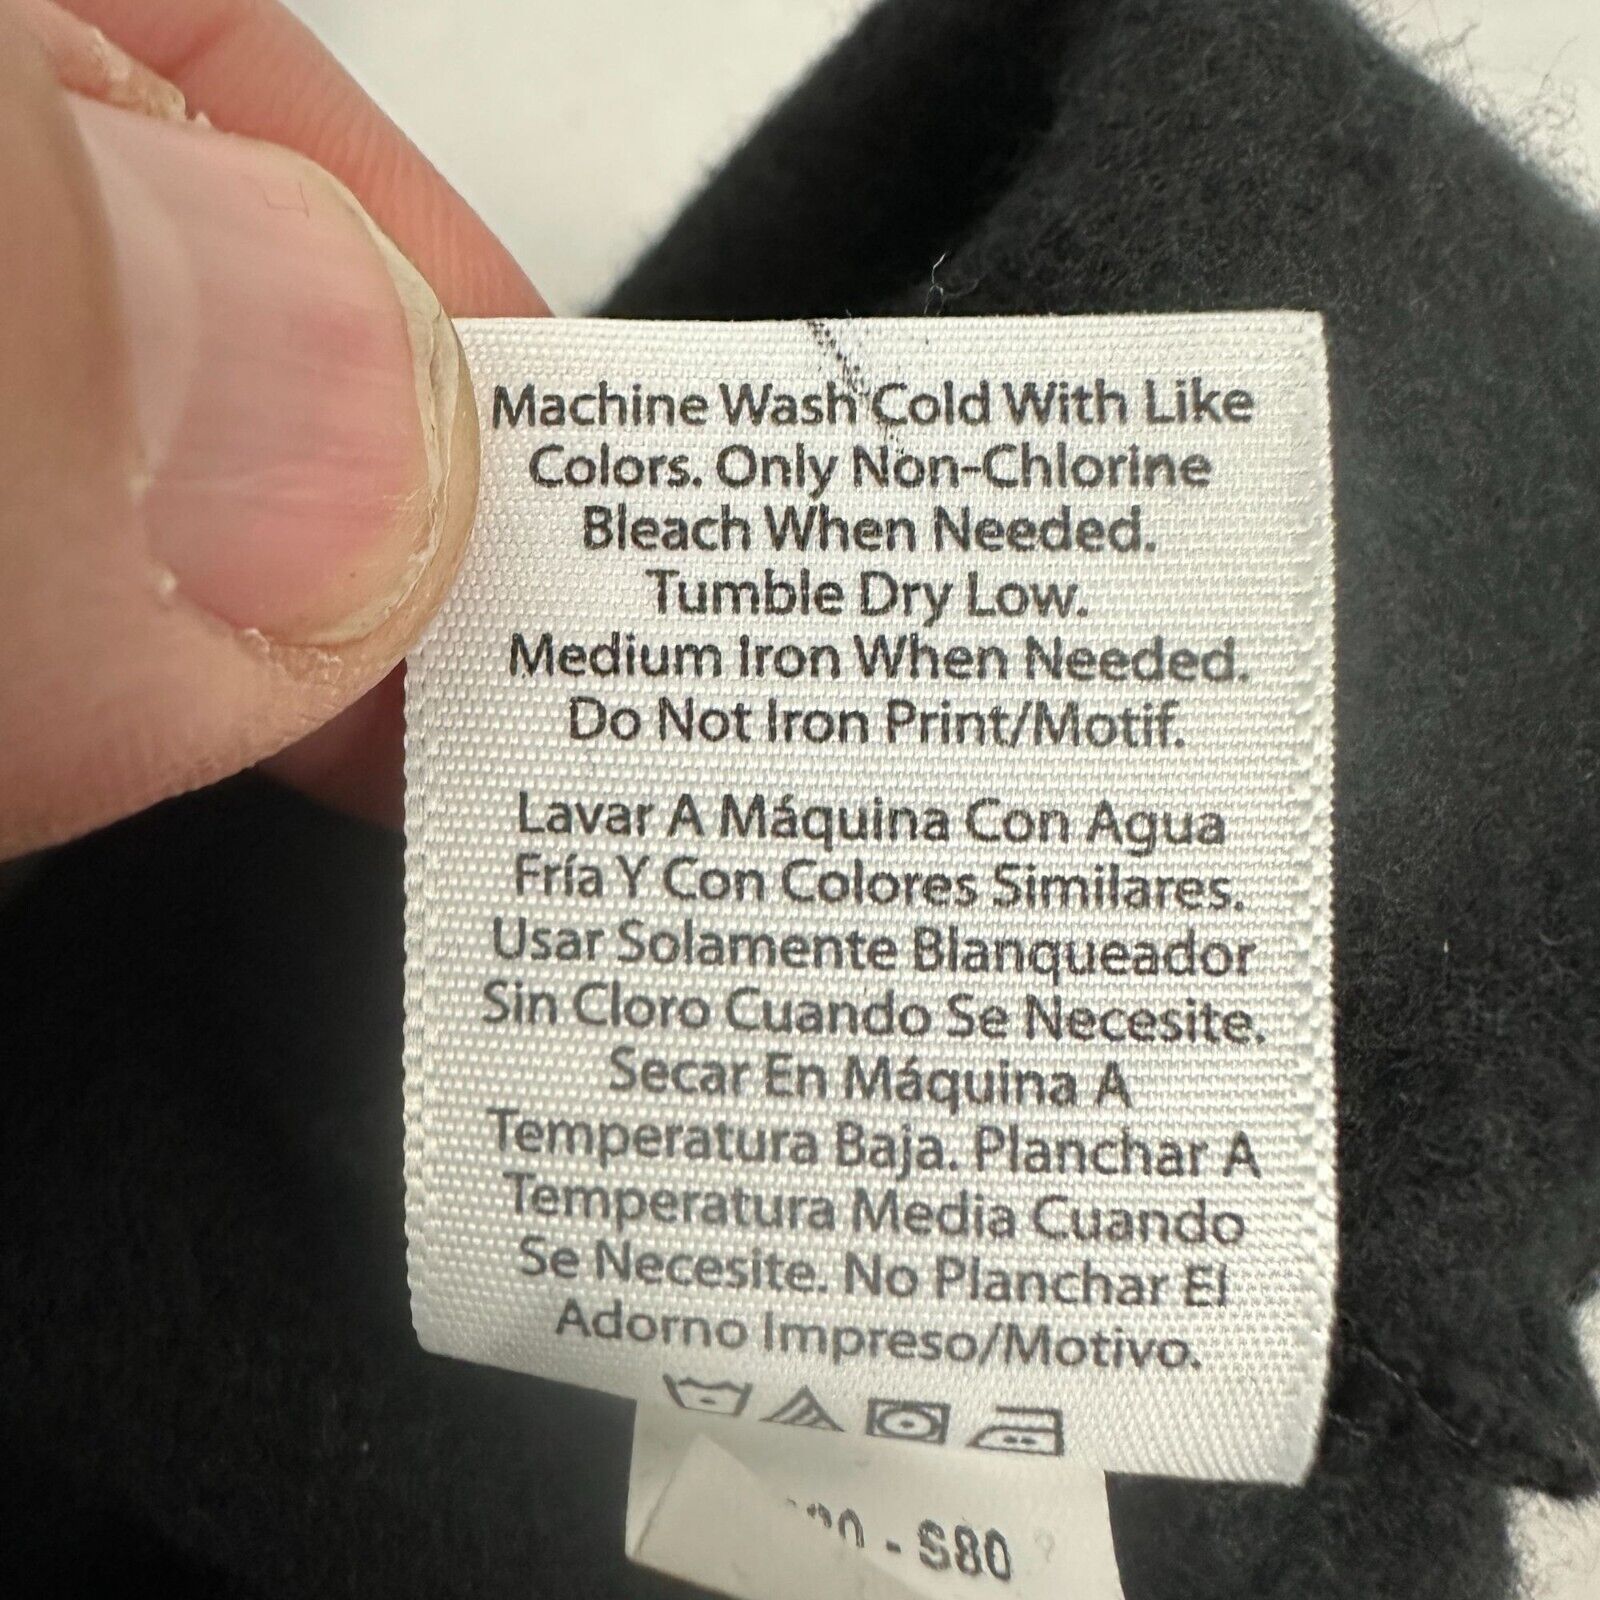 Machine Wash Cold With Like
Colors. Only Non-Chlorine
Bleach When Needed.
Tumble Dry Low.
Medium Iron When Needed.
Do Not Iron Print/Motif.
Lavar A Máquina Con Agua
Fría Y Con Colores Similares.
Usar Solamente Blanqueador
Sin Cloro Cuando Se Necesite.
Secar En Máquina A
Temperatura Baja. Planchar A
Temperatura Media Cuando
Se Necesite. No Planchar El
Adorno Impreso/Motivo.
- S80